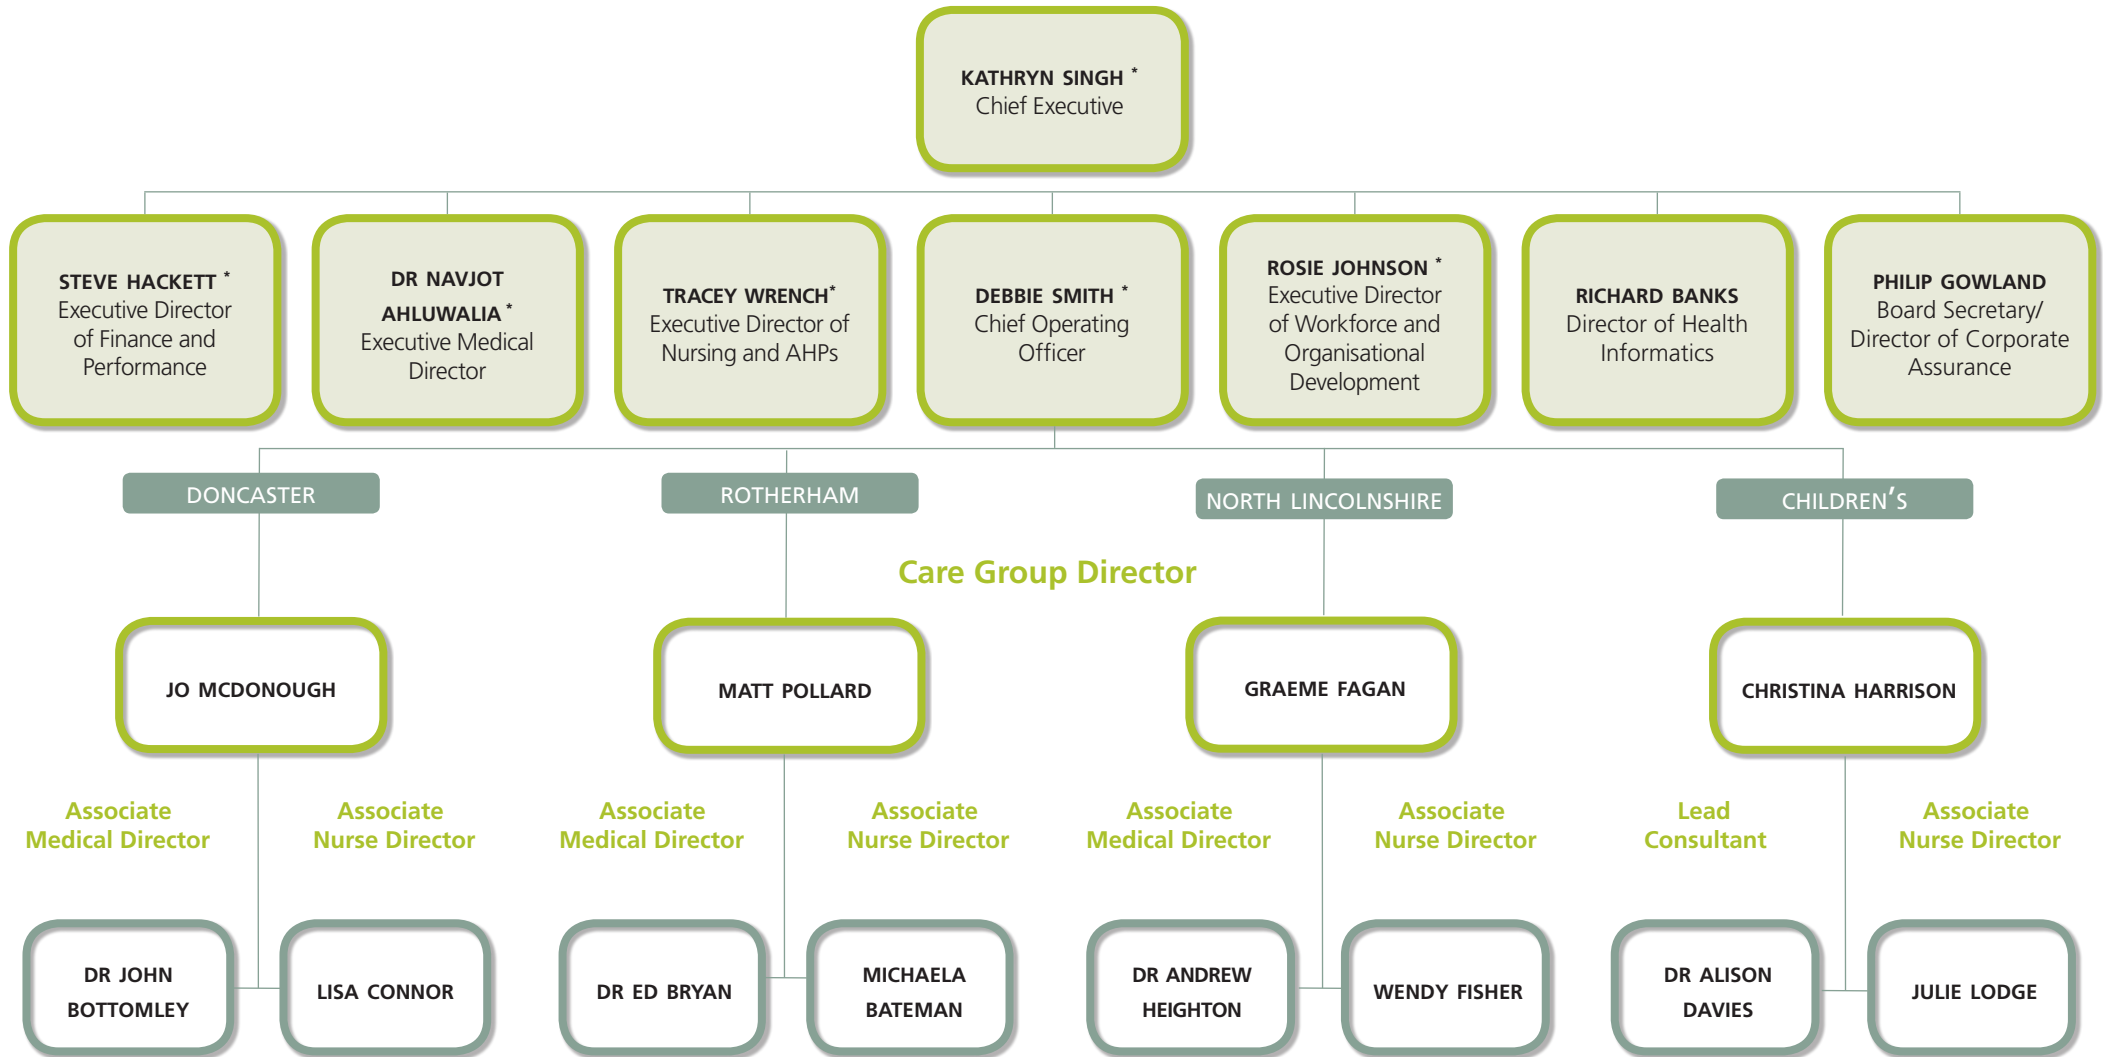 KATHRYN SINGH *
Chief Executive
STEVE HACKETT *
Executive Director
of Finance and
Performance
DR NAVJOT
AHLUWALIA *
Executive Medical
Director
TRACEY WRENCH*
Executive Director of
Nursing and AHPs
DEBBIE SMITH *
Chief Operating
Officer
ROSIE JOHNSON *
Executive Director
of Workforce and
Organisational
Development
RICHARD BANKS
Director of Health
Informatics
PHILIP GOWLAND
Board Secretary/
Director of Corporate
Assurance
DONCASTER
ROTHERHAM
NORTH LINCOLNSHIRE
CHILDREN'S
Care Group Director
JO MCDONOUGH
MATT POLLARD
GRAEME FAGAN
CHRISTINA HARRISON
Associate
Medical Director
Associate
Nurse Director
Associate
Medical Director
Associate
Nurse Director
Associate
Medical Director
Associate
Nurse Director
Lead
Consultant
Associate
Nurse Director
DR JOHN
BOTTOMLEY
LISA CONNOR
DR ED BRYAN
MICHAELA
BATEMAN
DR ANDREW
HEIGHTON
WENDY FISHER
DR ALISON
DAVIES
JULIE LODGE